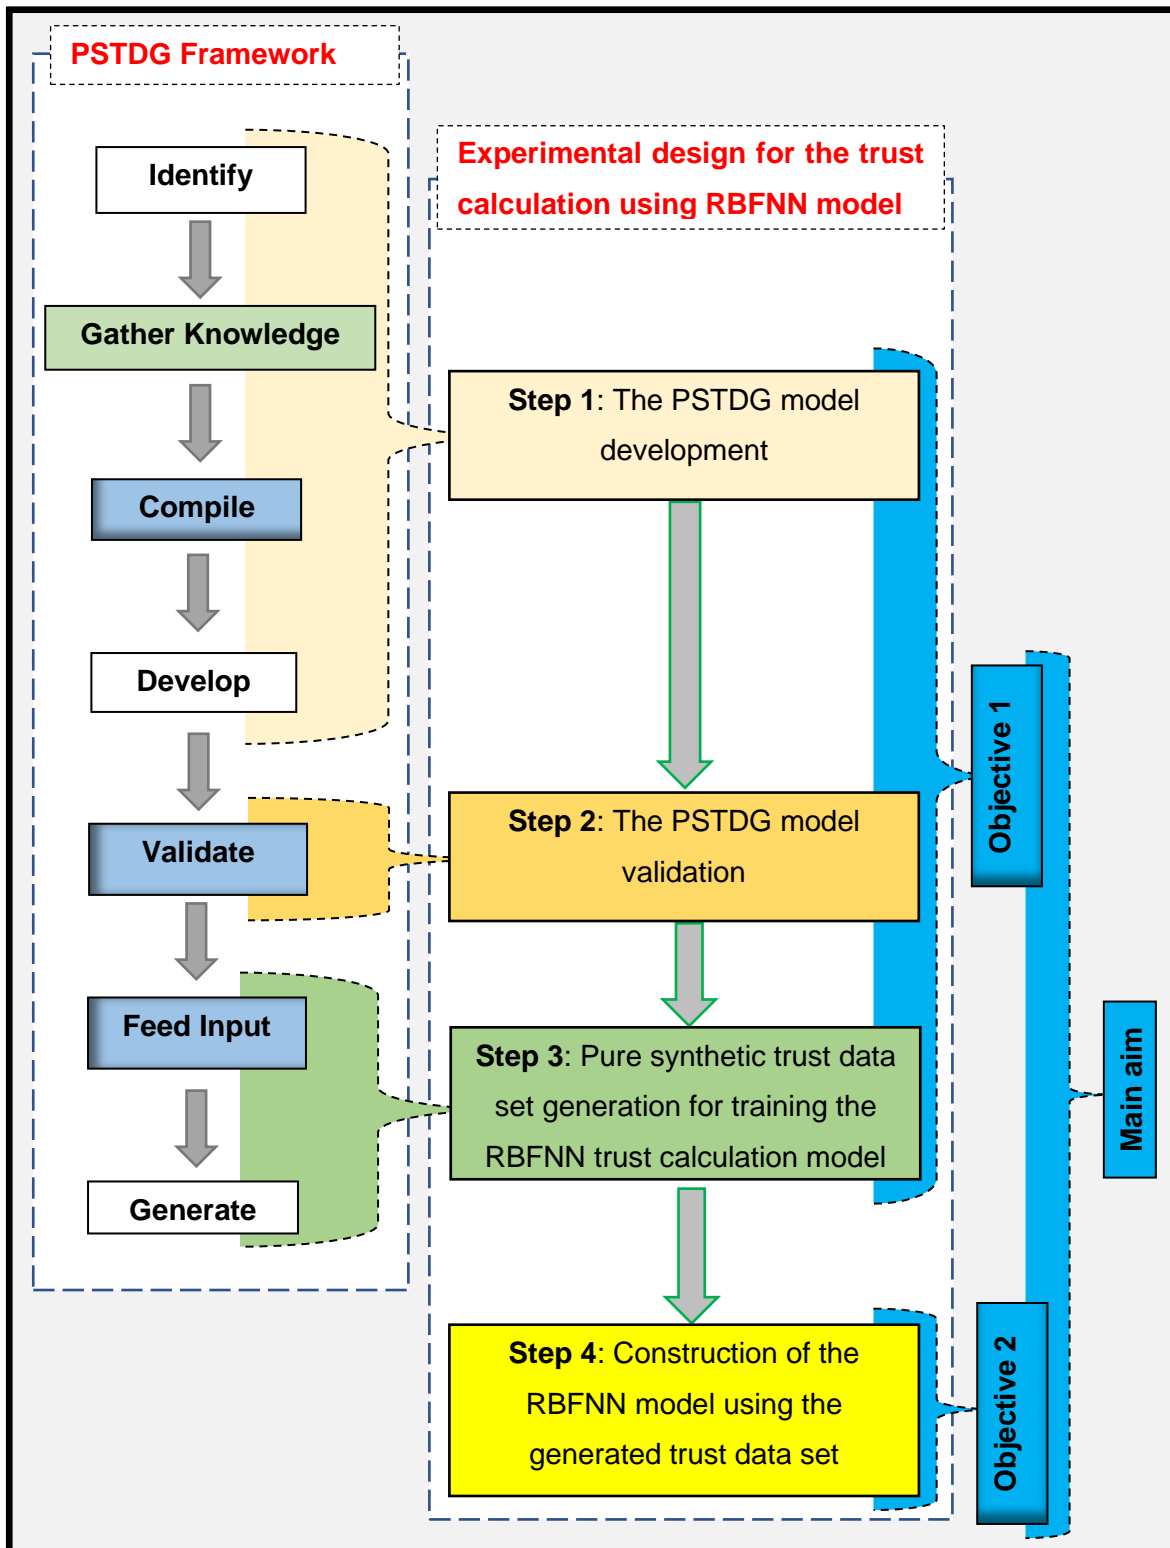 PSTDG Framework
Identify
Gather Knowledge
Compile
Develop
Validate
Feed Input
Generate
Experimental design for the trust
calculation using RBFNN model
Step 1: The PSTDG model
development
Step 2: The PSTDG model
validation
Step 3: Pure synthetic trust data
set generation for training the
RBFNN trust calculation model
Step 4: Construction of the
RBFNN model using the
generated trust data set
Objective 1
Objective 2
Main aim